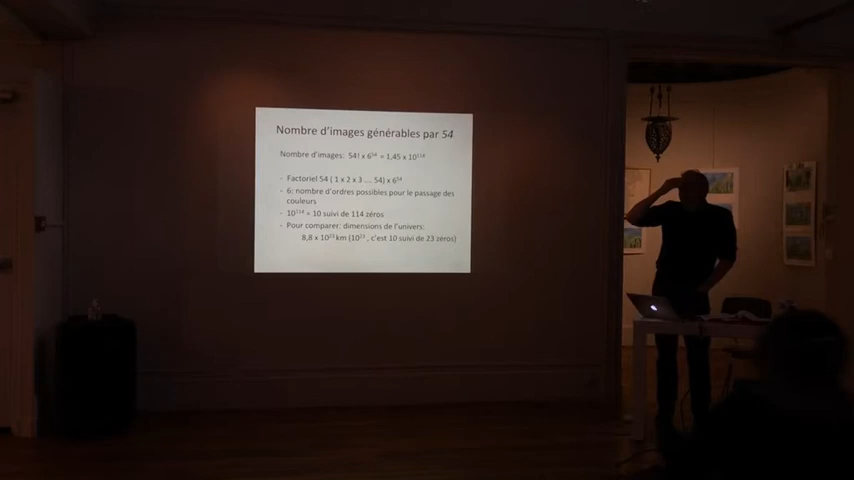 Nombre d'images générables par 54
Nombre d'images: 54! x 6⁵⁴ = 1,45 x 10¹¹⁴
- Factoriel 54 ( 1 x 2 x 3 .... 54) x 6⁵⁴
- 6: nombre d'ordres possibles pour le passage des
couleurs
- 10¹¹⁴ = 10 suivi de 114 zéros
- Pour comparer: dimensions de l'univers:
8,8 x 10²³ km (10²³ , c'est 10 suivi de 23 zéros)